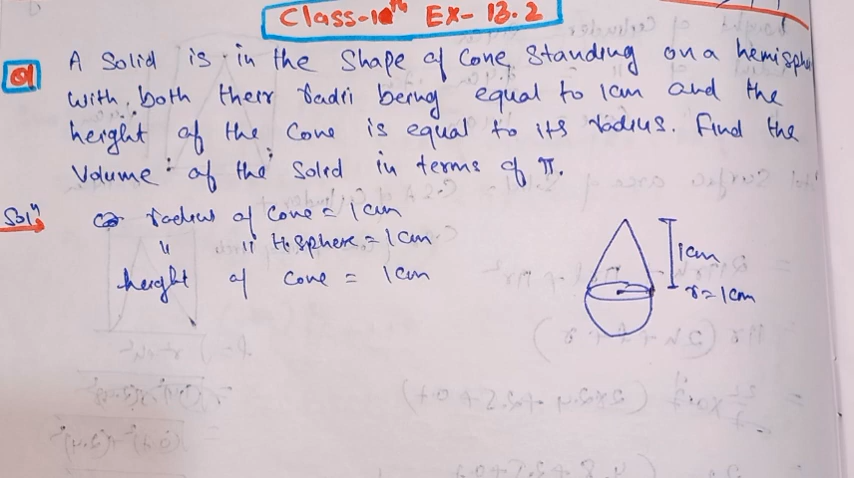 Class-10th Ex- 13.2
Q1 A Solid is in the Shape of Cone Standing on a hemisphe
with both their radii being equal to 1cm and the
height of the Cone is equal to its radius. Find the
Volume of the Solid in terms of π.
Solⁿ radius of Cone = 1cm
" " H.sphere = 1cm
height of Cone = 1cm
1cm
r=1cm